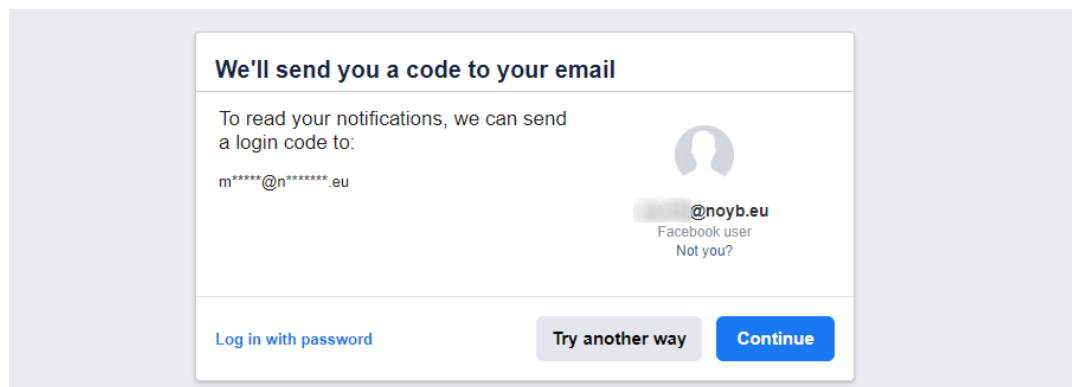 We'll send you a code to your email
To read your notifications, we can send
a login code to:
m*****@n*******.eu
@noyb.eu
Facebook user
Not you?
Log in with password
Try another way
Continue